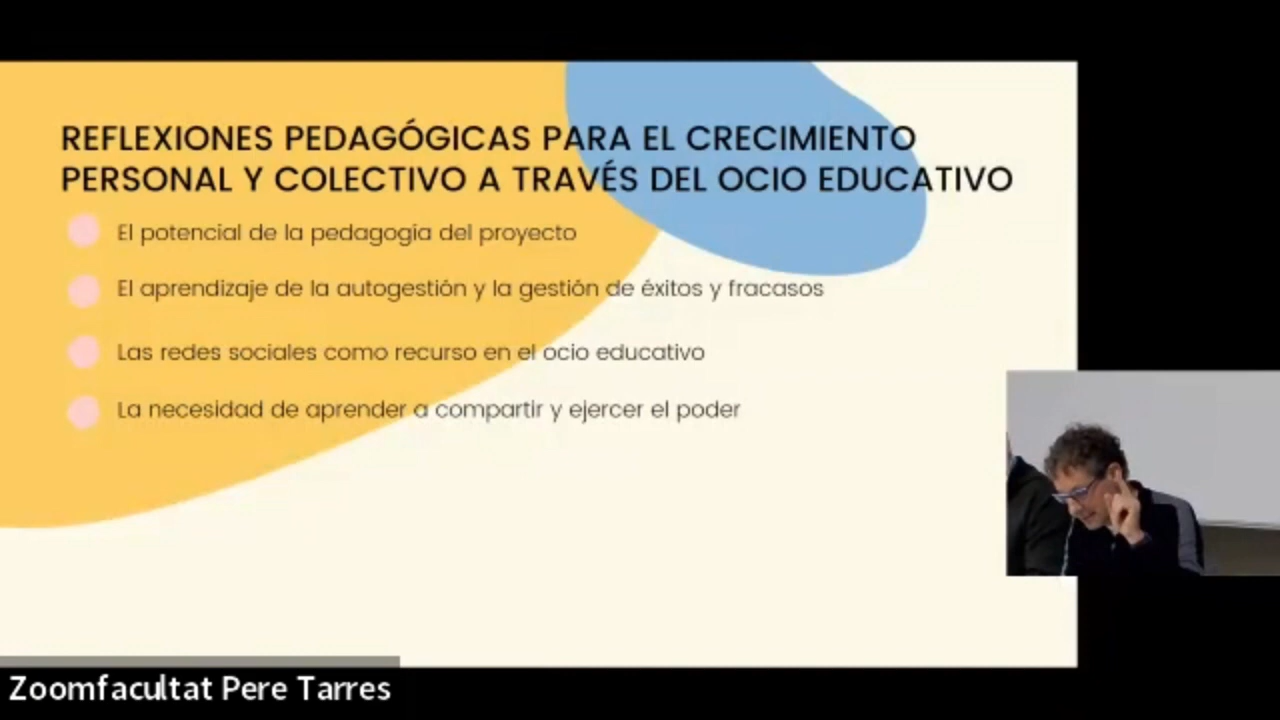 REFLEXIONES PEDAGÓGICAS PARA EL CRECIMIENTO
PERSONAL Y COLECTIVO A TRAVÉS DEL OCIO EDUCATIVO
El potencial de la pedagogía del proyecto
El aprendizaje de la autogestión y la gestión de éxitos y fracasos
Las redes sociales como recurso en el ocio educativo
La necesidad de aprender a compartir y ejercer el poder
Zoomfacultat Pere Tarres